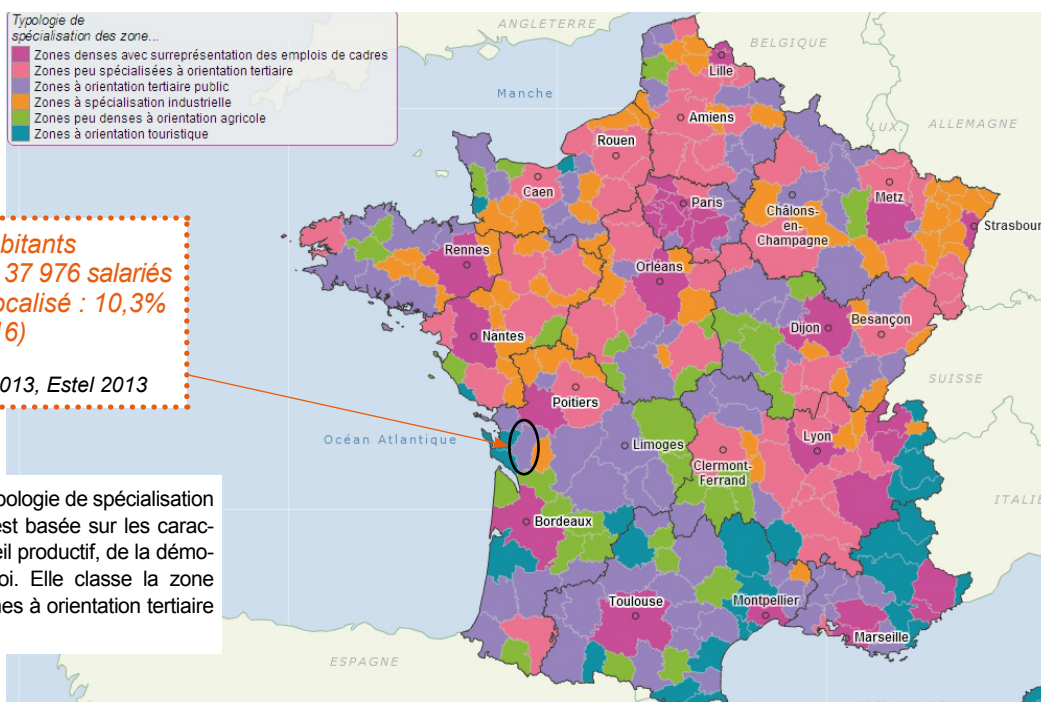 Typologie de
spécialisation des zone...
Zones denses avec surreprésentation des emplois de cadres
Zones peu spécialisées à orientation tertiaire
Zones à orientation tertiaire public
Zones à spécialisation industrielle
Zones peu denses à orientation agricole
Zones à orientation touristique
ANGLETERRE
BELGIQUE
Manche
Lille
Amiens
LUX.
ALLEMAGNE
Rouen
Caen
Paris
Metz
Châlons-
en-
Champagne
Strasbour
Rennes
Orléans
Nantes
Dijon
Besançon
SUISSE
Poitiers
Océan Atlantique
Limoges
Lyon
Clermont-
Ferrand
ITALIE
Bordeaux
Toulouse
Montpellier
Marseille
ESPAGNE
bitants
37 976 salariés
ocalisé : 10,3%
16)
013, Estel 2013
pologie de spécialisation
est basée sur les carac-
eil productif, de la démo-
oi. Elle classe la zone
nes à orientation tertiaire